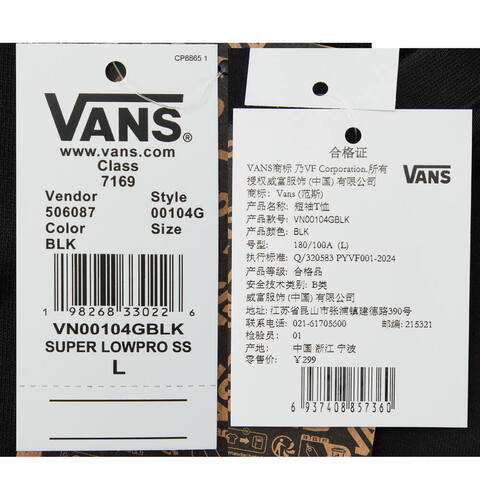 CP8865 1
VANS®
www.vans.com
Class
7169
Vendor Style
506087 00104G
Color Size
BLK
1 98268 33022 6
VN00104GBLK
SUPER LOWPRO SS
L
合格证
VANS商标 乃VF Corporation.所有
授权威富服饰 (中国) 有限公司
商标: Vans (范斯)
VANS
产品名称: 短袖T恤
产品款号: VN00104GBLK
产品颜色: BLK
号型: 180/100A (L)
执行标准: Q/320583 PYVF001-2024
产品等级: 合格品
安全技术类别: B类
威富服饰 (中国) 有限公司
地址: 江苏省昆山市张浦镇建德路390号
联系电话: 021-61705600 邮编: 215321
检验员: 01
产地: 中国 浙江 宁波
零售价: ¥299
6 937408 857360